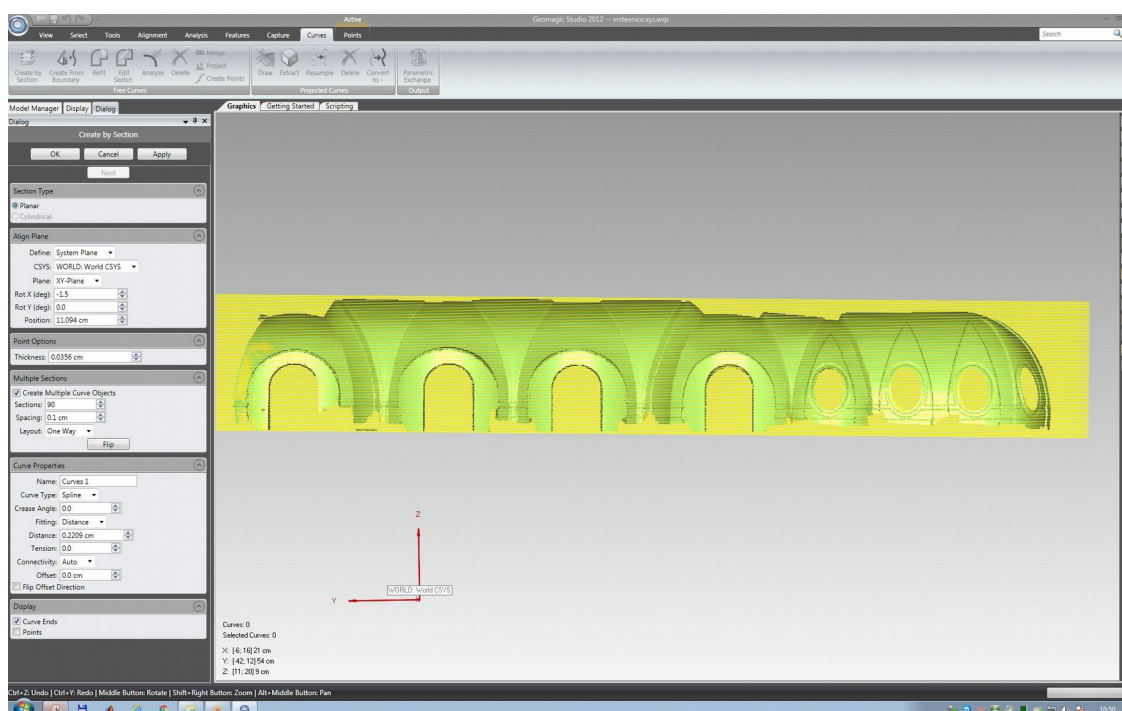 Active
Geomagic Studio 2012 -- vrstevnice.xyz.wrp
View Select Tools Alignment Analysis Features Capture Curves Points
Search
Create by Section
Create From Boundary
Refit
Edit Sketch
Analyze
Delete
Merge
Project
Create Points
Draw
Extract
Resample
Delete
Convert to -
Parametric Exchange
Free Curves
Projected Curves
Output
Model Manager Display Dialog
Graphics Getting Started Scripting
Dialog
Create by Section
OK Cancel Apply
Next
Section Type
Planar
Cylindrical
Align Plane
Define: System Plane
CSYS: WORLD: World CSYS
Plane: XY-Plane
Rot X (deg): -1.5
Rot Y (deg): 0.0
Position: 11.094 cm
Point Options
Thickness: 0.0356 cm
Multiple Sections
Create Multiple Curve Objects
Sections: 90
Spacing: 0.1 cm
Layout: One Way
Flip
Curve Properties
Name: Curves 1
Curve Type: Spline
Crease Angle: 0.0
Fitting: Distance
Distance: 0.2209 cm
Tension: 0.0
Connectivity: Auto
Offset: 0.0 cm
Flip Offset Direction
Display
Curve Ends
Points
Z
WORLD: World CSYS
Y
Curves: 0
Selected Curves: 0
X: [-6; 16] 21 cm
Y: [-42; 12] 54 cm
Z: [11; 20] 9 cm
Ctrl+Z: Undo | Ctrl+Y: Redo | Middle Button: Rotate | Shift+Right Button: Zoom | Alt+Middle Button: Pan
10:50